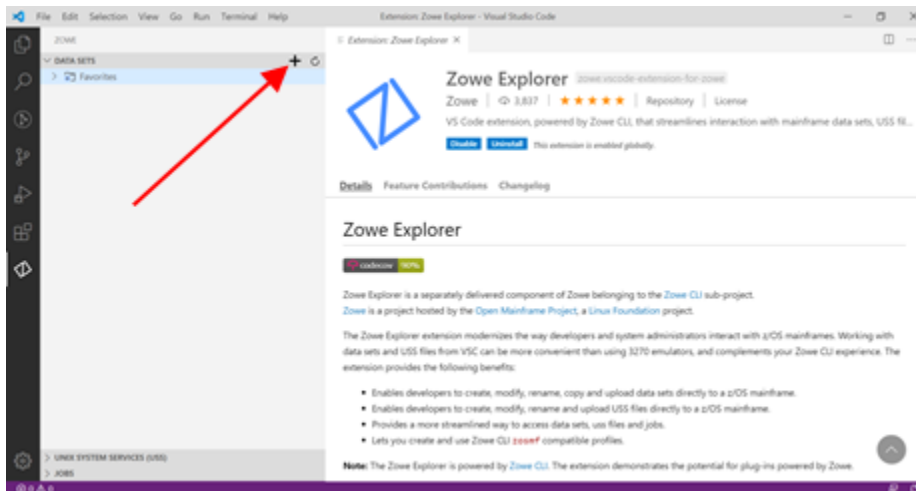 File Edit Selection View Go Run Terminal Help
Extension: Zowe Explorer - Visual Studio Code
ZOWE
DATA SETS
Favorites
UNIX SYSTEM SERVICES (USS)
JOBS
Extension: Zowe Explorer
Zowe Explorer zowe.vscode-extension-for-zowe
Zowe 3,837 Repository License
VS Code extension, powered by Zowe CLI, that streamlines interaction with mainframe data sets, USS fil...
Disable Uninstall This extension is enabled globally.
Details Feature Contributions Changelog
Zowe Explorer
codecov 90%
Zowe Explorer is a separately delivered component of Zowe belonging to the Zowe CLI sub-project.
Zowe is a project hosted by the Open Mainframe Project, a Linux Foundation project.
The Zowe Explorer extension modernizes the way developers and system administrators interact with z/OS mainframes. Working with
data sets and USS files from VSC can be more convenient than using 3270 emulators, and complements your Zowe CLI experience. The
extension provides the following benefits:
Enables developers to create, modify, rename, copy and upload data sets directly to a z/OS mainframe.
Enables developers to create, modify, rename and upload USS files directly to a z/OS mainframe.
Provides a more streamlined way to access data sets, uss files and jobs.
Lets you create and use Zowe CLI zosmf compatible profiles.
Note: The Zowe Explorer is powered by Zowe CLI. The extension demonstrates the potential for plug-ins powered by Zowe.
0 0 0